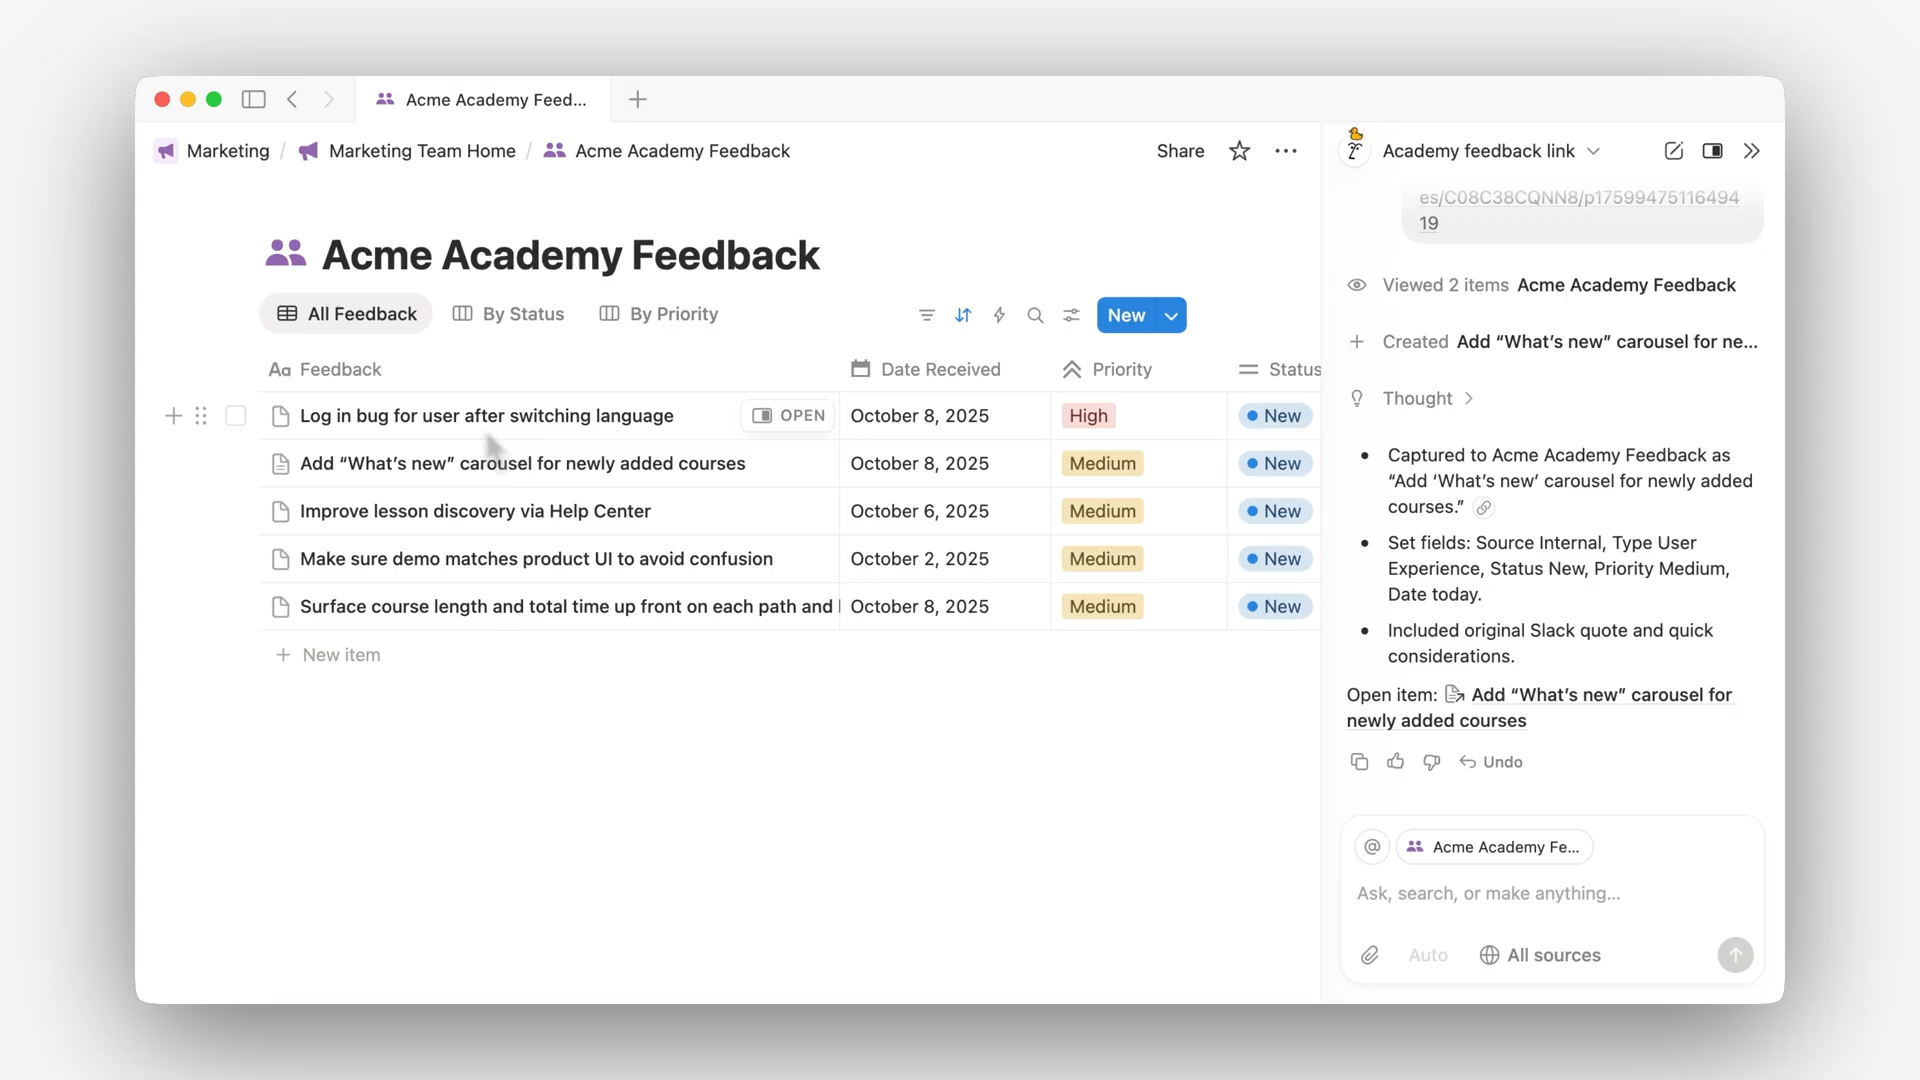 Acme Academy Feed...
Marketing / Marketing Team Home / Acme Academy Feedback
Share
Acme Academy Feedback
All Feedback
By Status
By Priority
New
Aa Feedback
Date Received
Priority
Status
Log in bug for user after switching language
OPEN
October 8, 2025
High
New
Add “What’s new” carousel for newly added courses
October 8, 2025
Medium
New
Improve lesson discovery via Help Center
October 6, 2025
Medium
New
Make sure demo matches product UI to avoid confusion
October 2, 2025
Medium
New
Surface course length and total time up front on each path and
October 8, 2025
Medium
New
New item
Academy feedback link
es/C08C38CQNN8/p17599475116494
19
Viewed 2 items Acme Academy Feedback
Created Add “What’s new” carousel for ne...
Thought
Captured to Acme Academy Feedback as
“Add ‘What’s new’ carousel for newly added
courses.”
Set fields: Source Internal, Type User
Experience, Status New, Priority Medium,
Date today.
Included original Slack quote and quick
considerations.
Open item: Add “What’s new” carousel for
newly added courses
Undo
@ Acme Academy Fe...
Ask, search, or make anything...
Auto
All sources